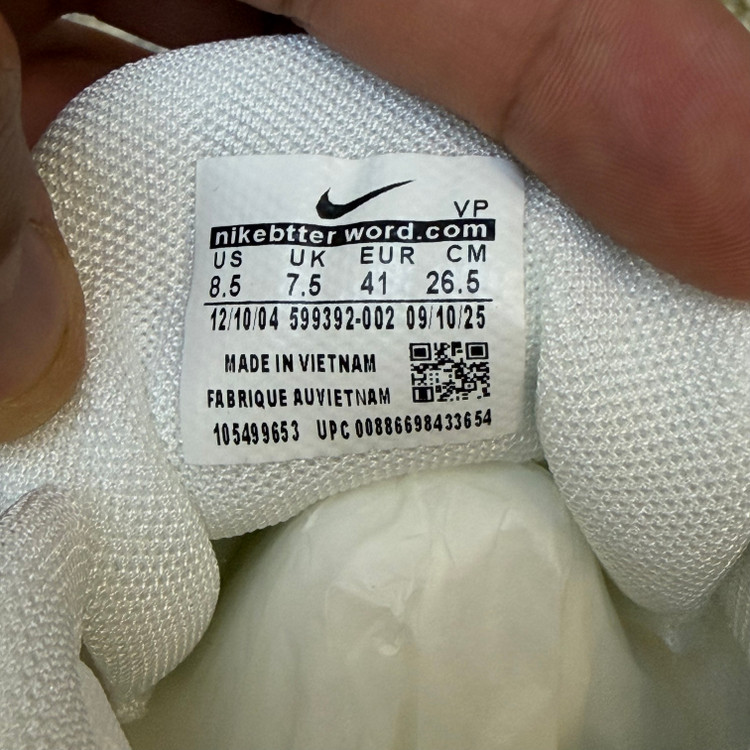 VP
nikebtter word.com
US UK EUR CM
8.5 7.5 41 26.5
12/10/04 599392-002 09/10/25
MADE IN VIETNAM
FABRIQUE AUVIETNAM
105499653 UPC 00886698433654